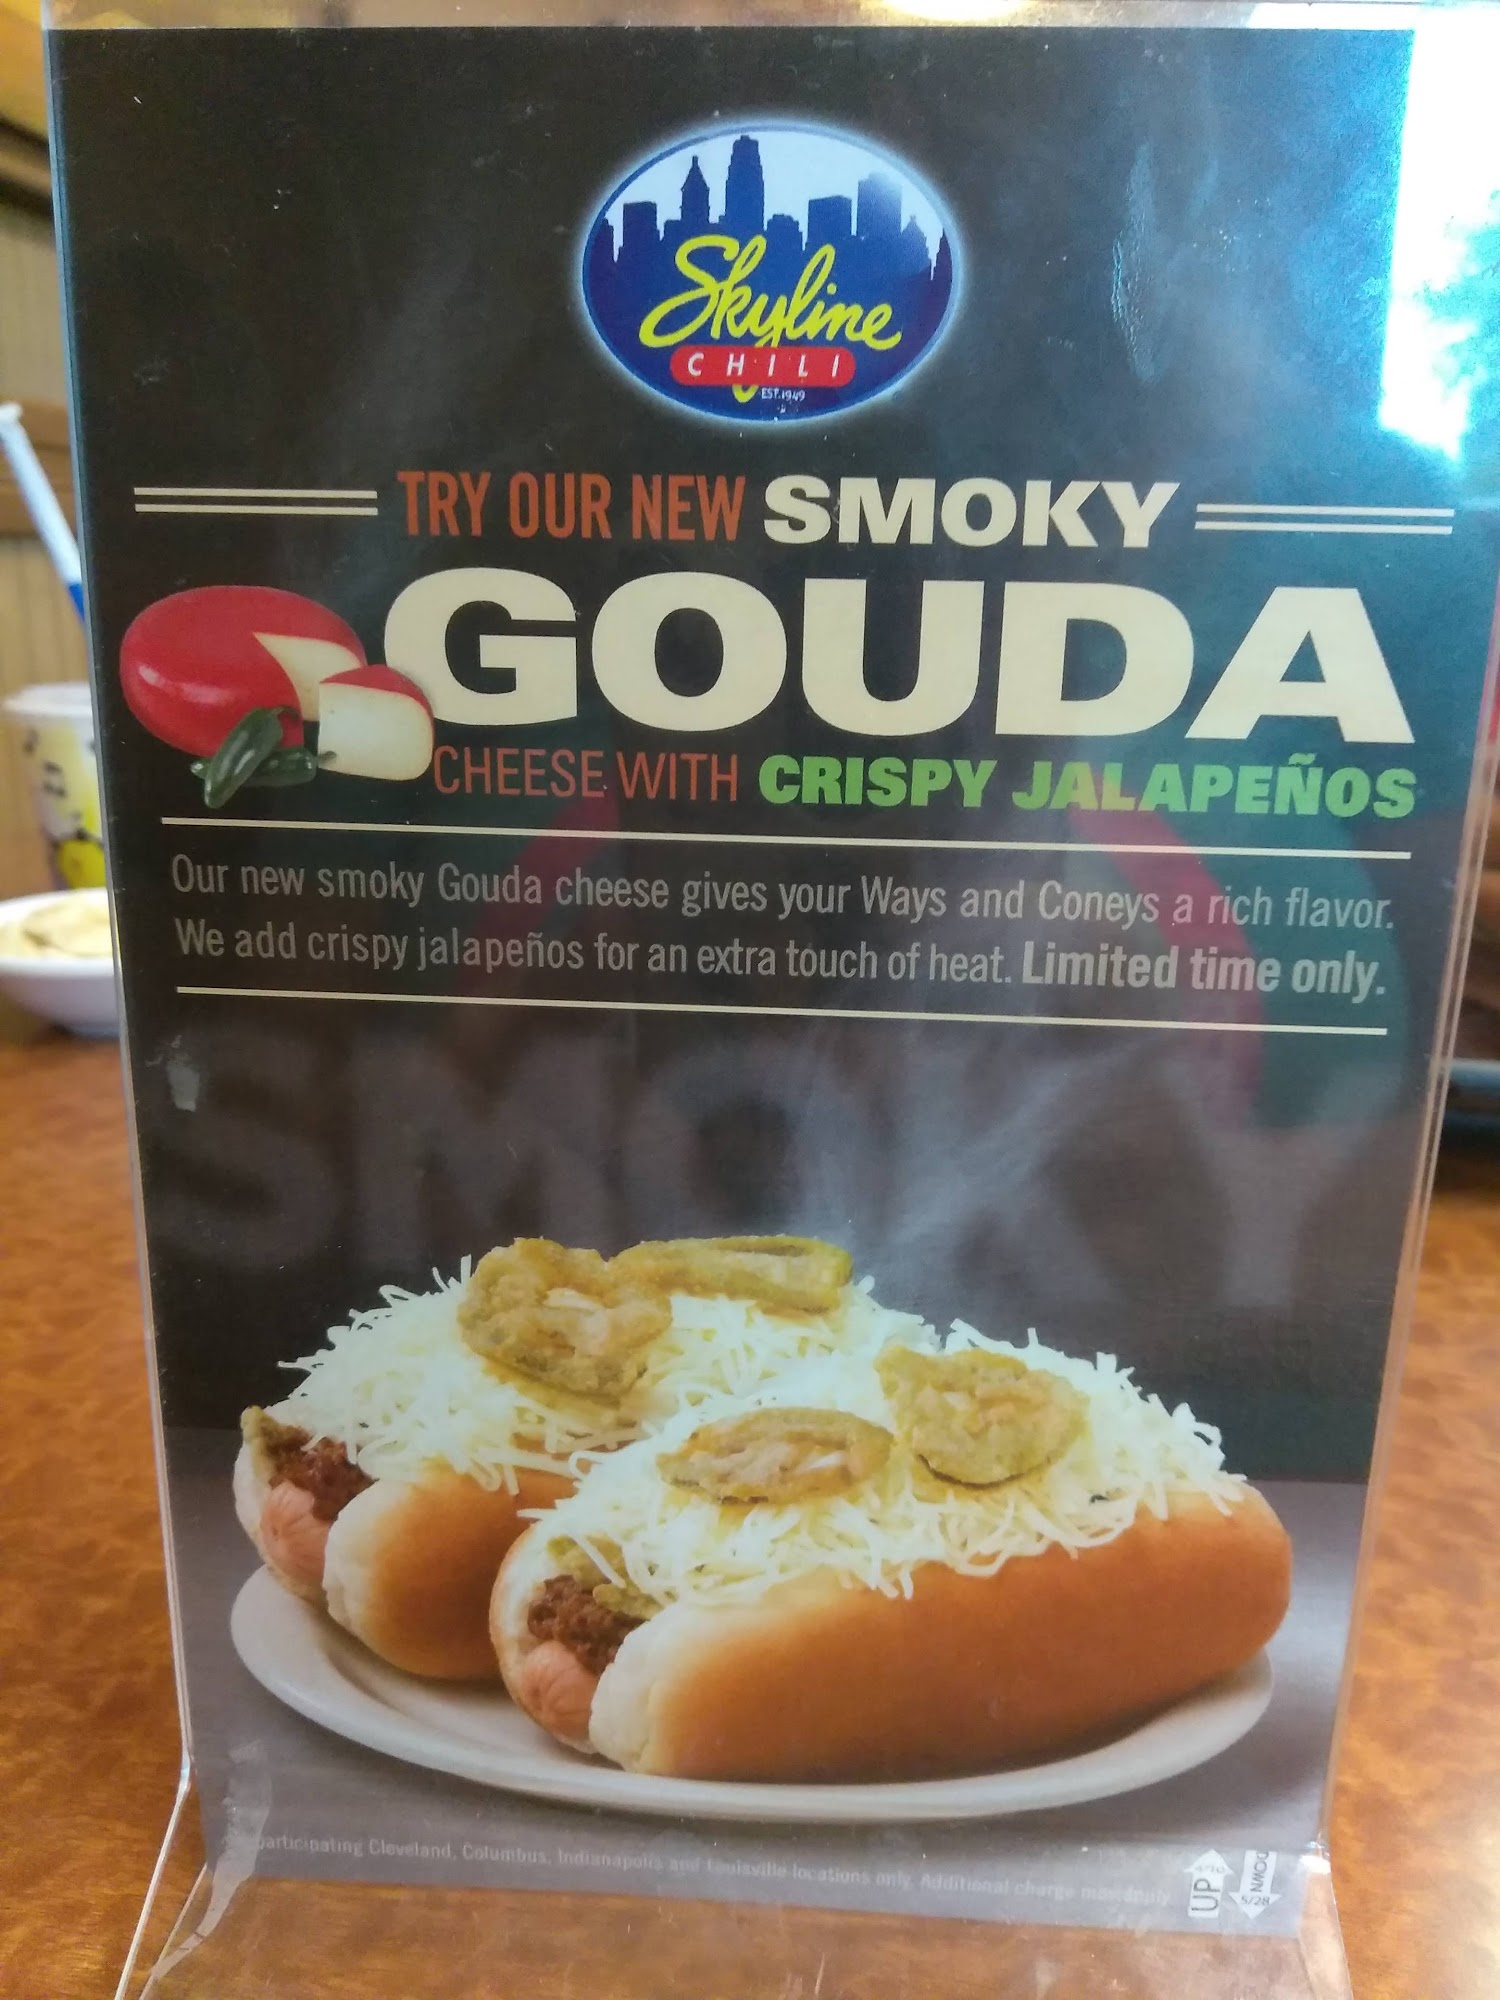 Skyline
CHILI
EST. 1949
TRY OUR NEW SMOKY
GOUDA
CHEESE WITH CRISPY JALAPEÑOS
Our new smoky Gouda cheese gives your Ways and Coneys a rich flavor.
We add crispy jalapeños for an extra touch of heat. Limited time only.
SMOKY
participating Cleveland, Columbus, Indianapolis and Louisville locations only. Additional charge may apply
UP
DOWN
5/28